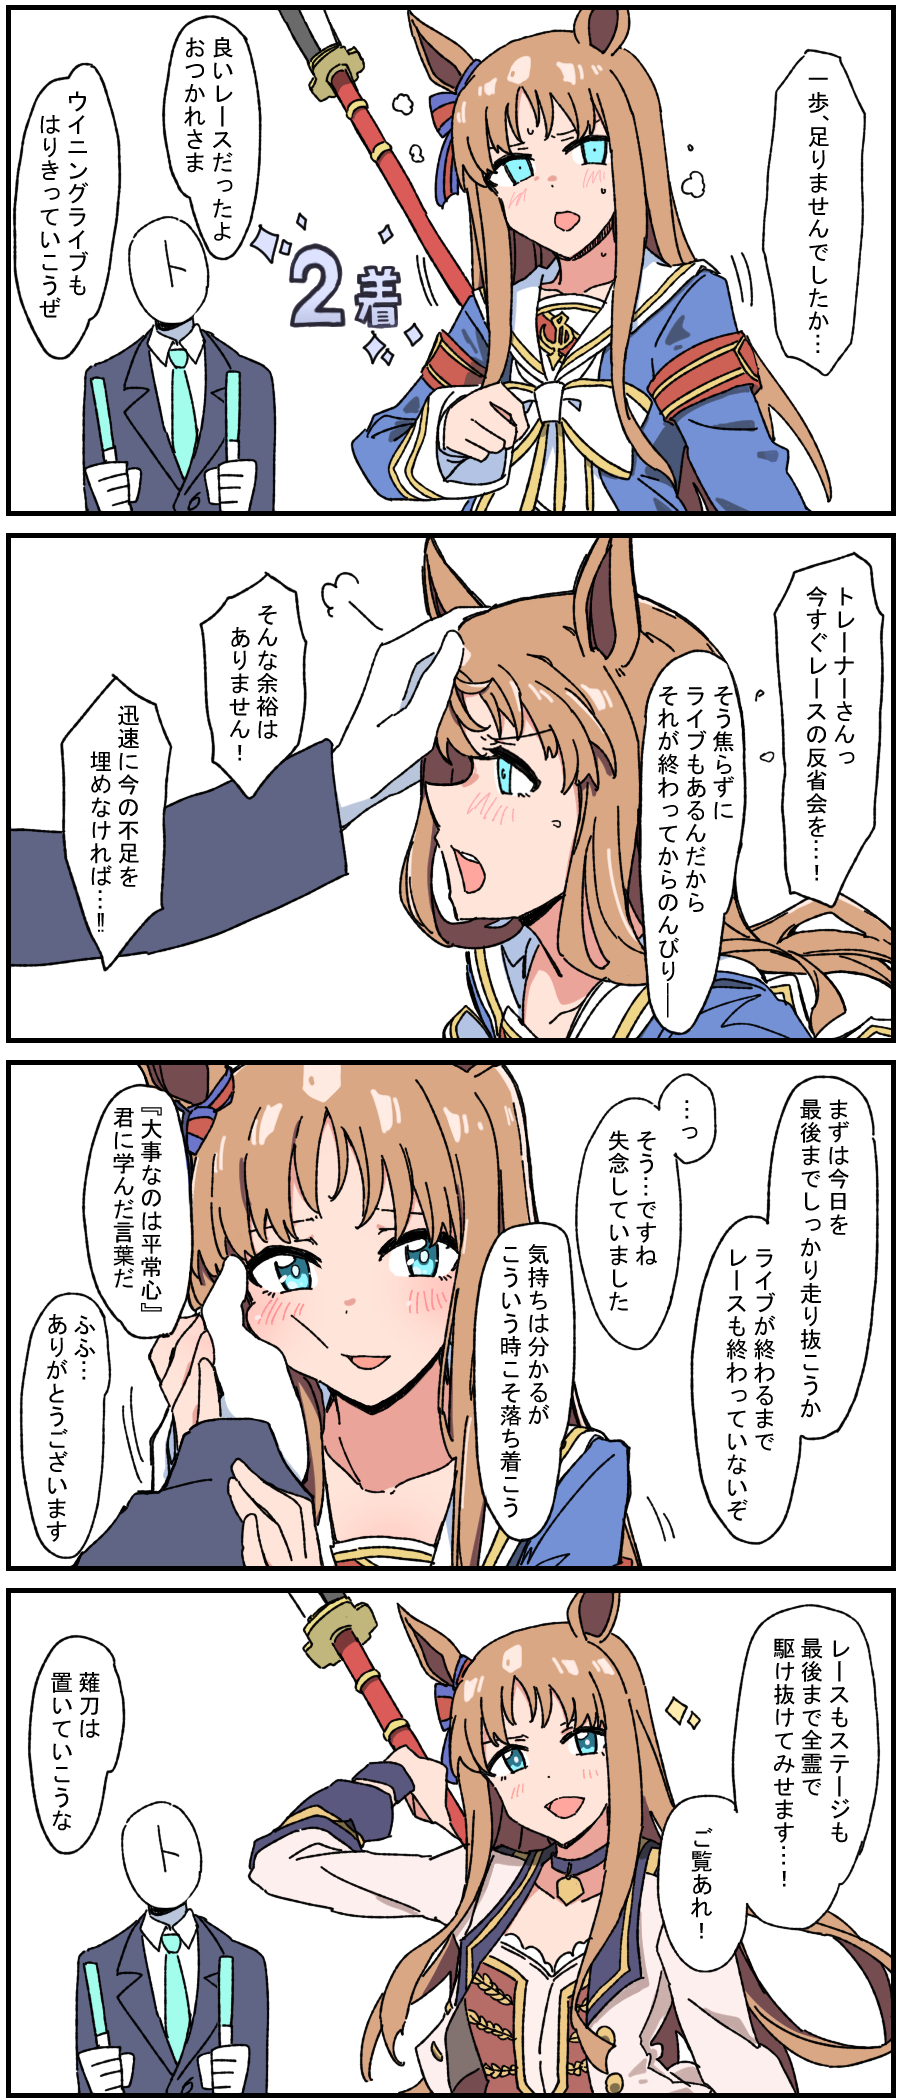 一歩、足りませんでしたか…
良いレースだったよ
おつかれさま
ウイニングライブも
はりきっていこうぜ
2着
ト
トレーナーさんっ
今すぐレースの反省会を…!
そう焦らずに
ライブもあるんだから
それが終わってからのんびり―
そんな余裕は
ありません!
迅速に今の不足を
埋めなければ…!!
まずは今日を
最後までしっかり走り抜こうか
ライブが終わるまで
レースも終わっていないぞ
…っ
そう…ですね
失念していました
気持ちは分かるが
こういう時こそ落ち着こう
『大事なのは平常心』
君に学んだ言葉だ
ふふ…
ありがとうございます
レースもステージも
最後まで全霊で
駆け抜けてみせます…!
ご覧あれ!
薙刀は
置いていこうな
ト